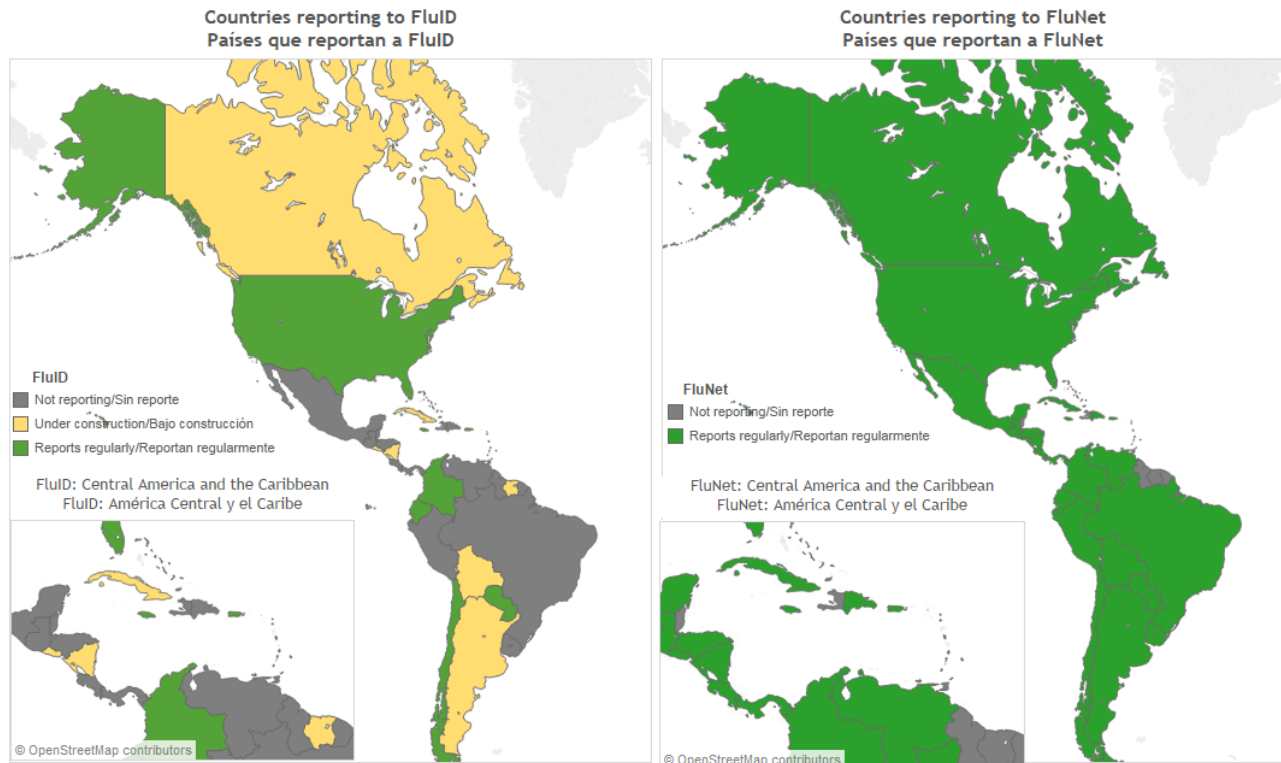 Countries reporting to FluID
Países que reportan a FluID
FluID
Not reporting/Sin reporte
Under construction/Bajo construcción
Reports regularly/Reportan regularmente
FluID: Central America and the Caribbean
FluID: América Central y el Caribe
© OpenStreetMap contributors
Countries reporting to FluNet
Países que reportan a FluNet
FluNet
Not reporting/Sin reporte
Reports regularly/Reportan regularmente
FluNet: Central America and the Caribbean
FluNet: América Central y el Caribe
© OpenStreetMap contributors